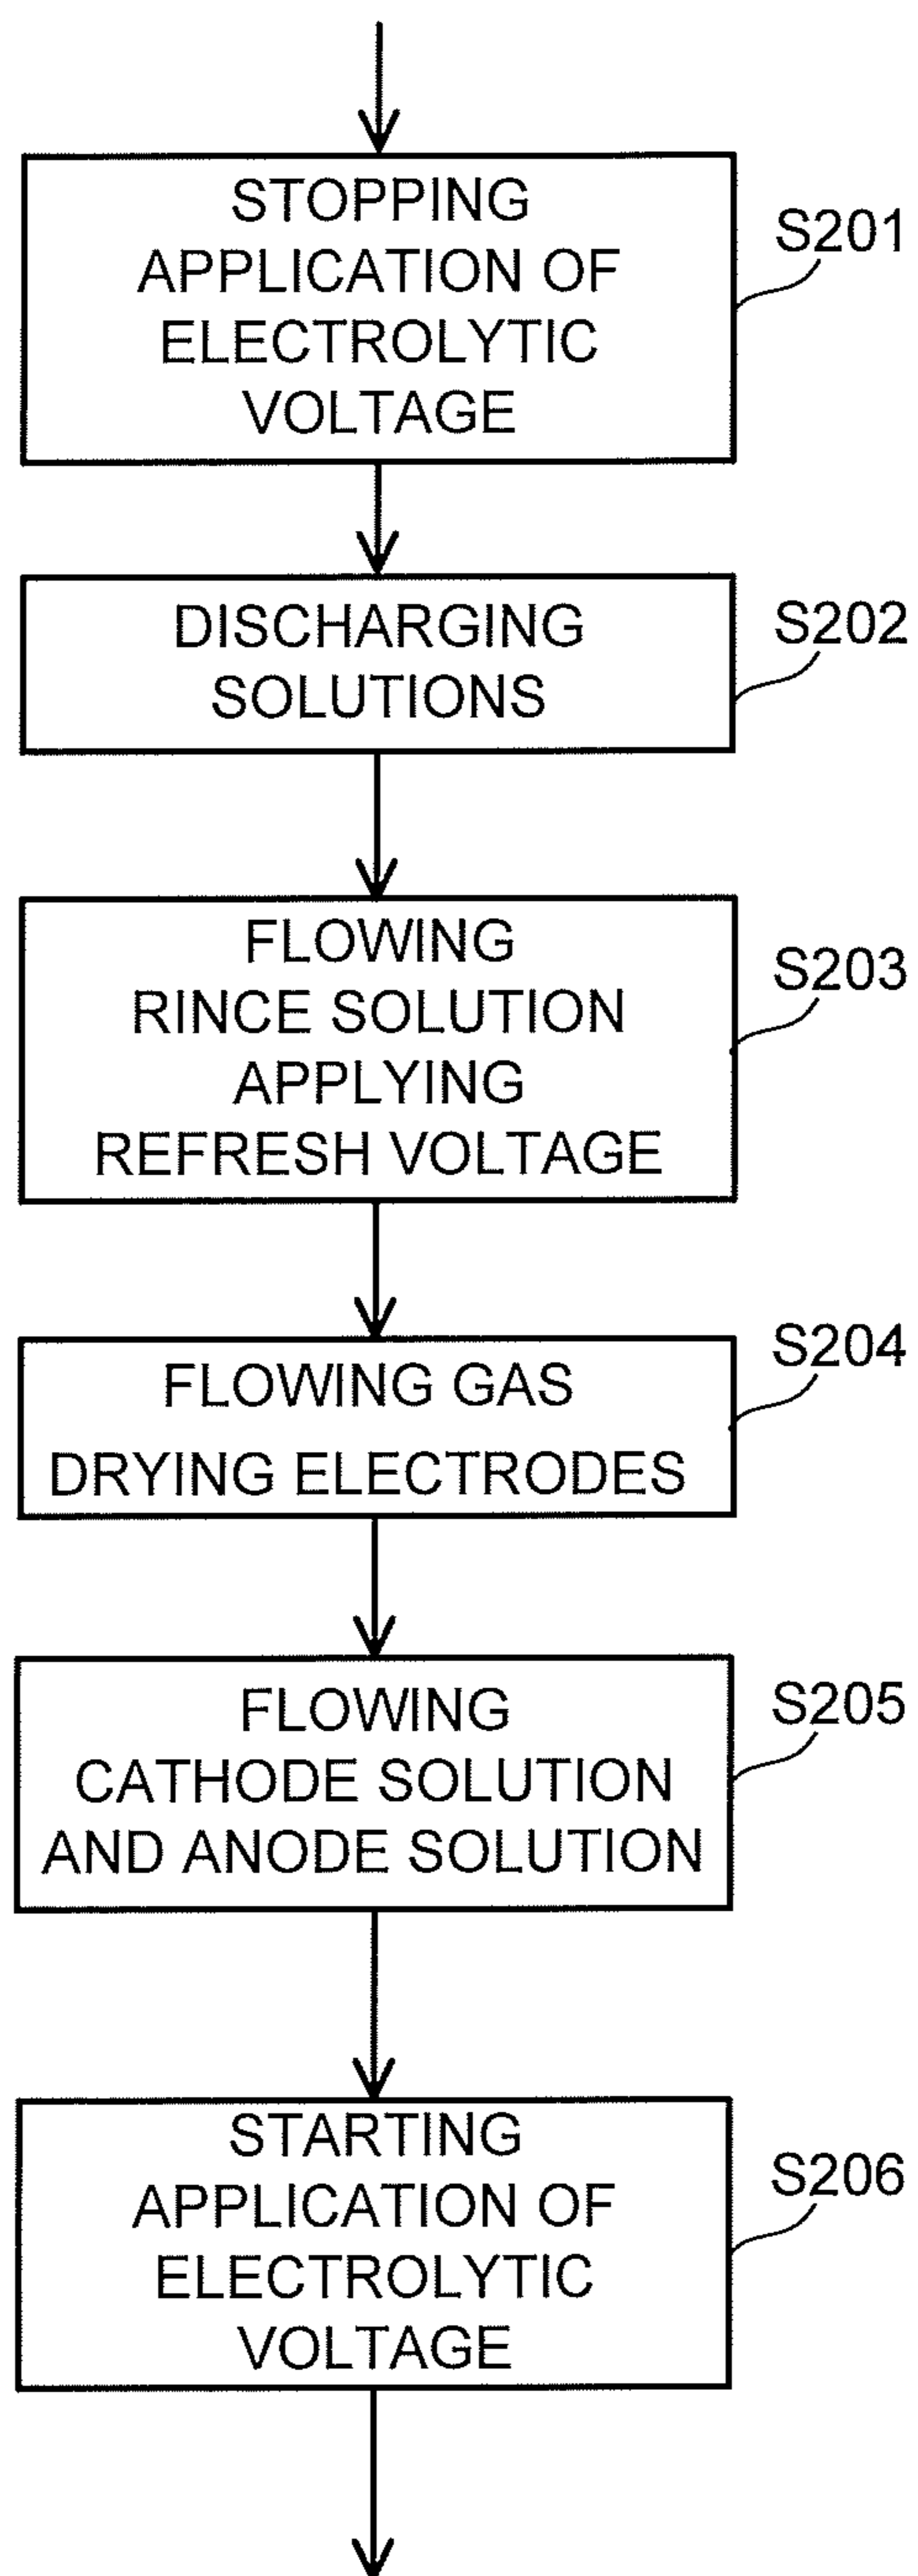 STOPPING
APPLICATION OF
ELECTROLYTIC
VOLTAGE
S201
DISCHARGING
SOLUTIONS
S202
FLOWING
RINCE SOLUTION
APPLYING
REFRESH VOLTAGE
S203
FLOWING GAS
DRYING ELECTRODES
S204
FLOWING
CATHODE SOLUTION
AND ANODE SOLUTION
S205
STARTING
APPLICATION OF
ELECTROLYTIC
VOLTAGE
S206